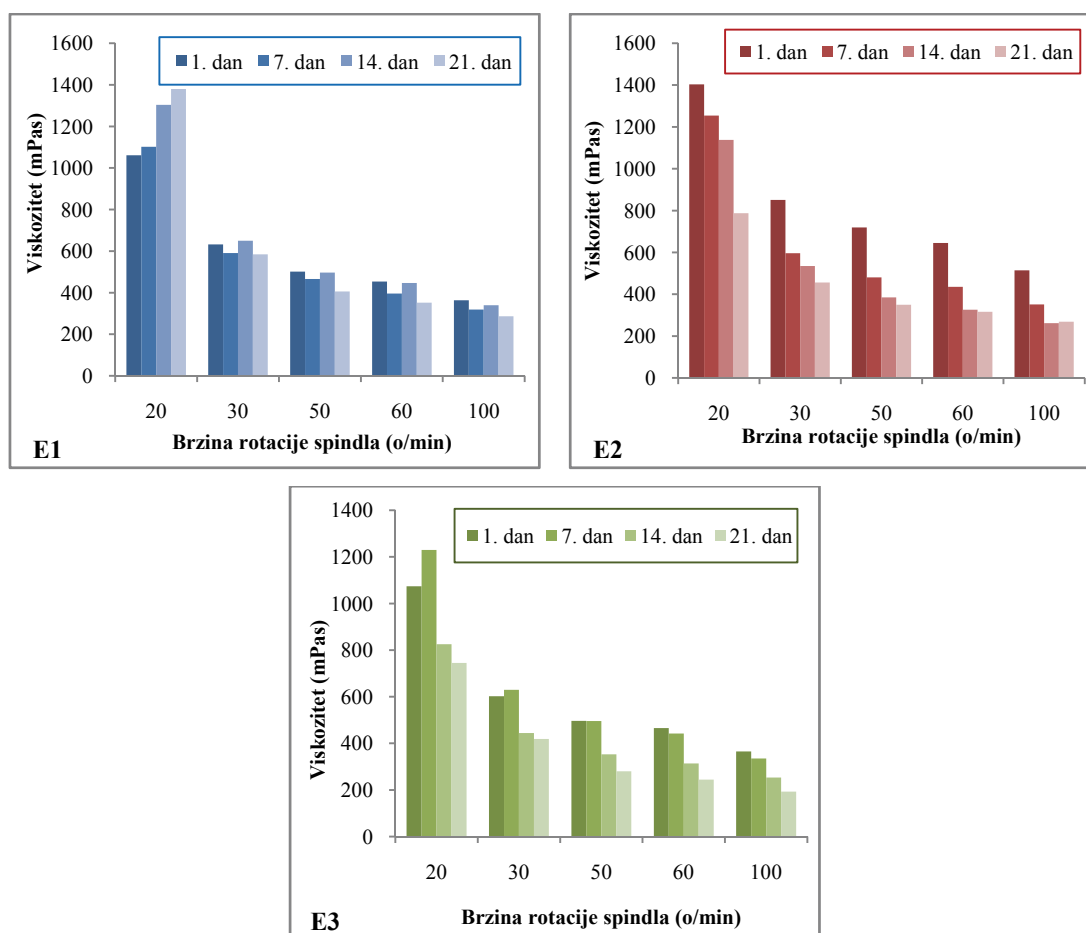 1. dan 7. dan 14. dan 21. dan
Viskozitet (mPas)
1600
1400
1200
1000
800
600
400
200
0
20 30 50 60 100
Brzina rotacije spindla (o/min)
E1
1. dan 7. dan 14. dan 21. dan
Viskozitet (mPas)
1600
1400
1200
1000
800
600
400
200
0
20 30 50 60 100
Brzina rotacije spindla (o/min)
E2
1. dan 7. dan 14. dan 21. dan
Viskozitet (mPas)
1400
1200
1000
800
600
400
200
0
20 30 50 60 100
Brzina rotacije spindla (o/min)
E3